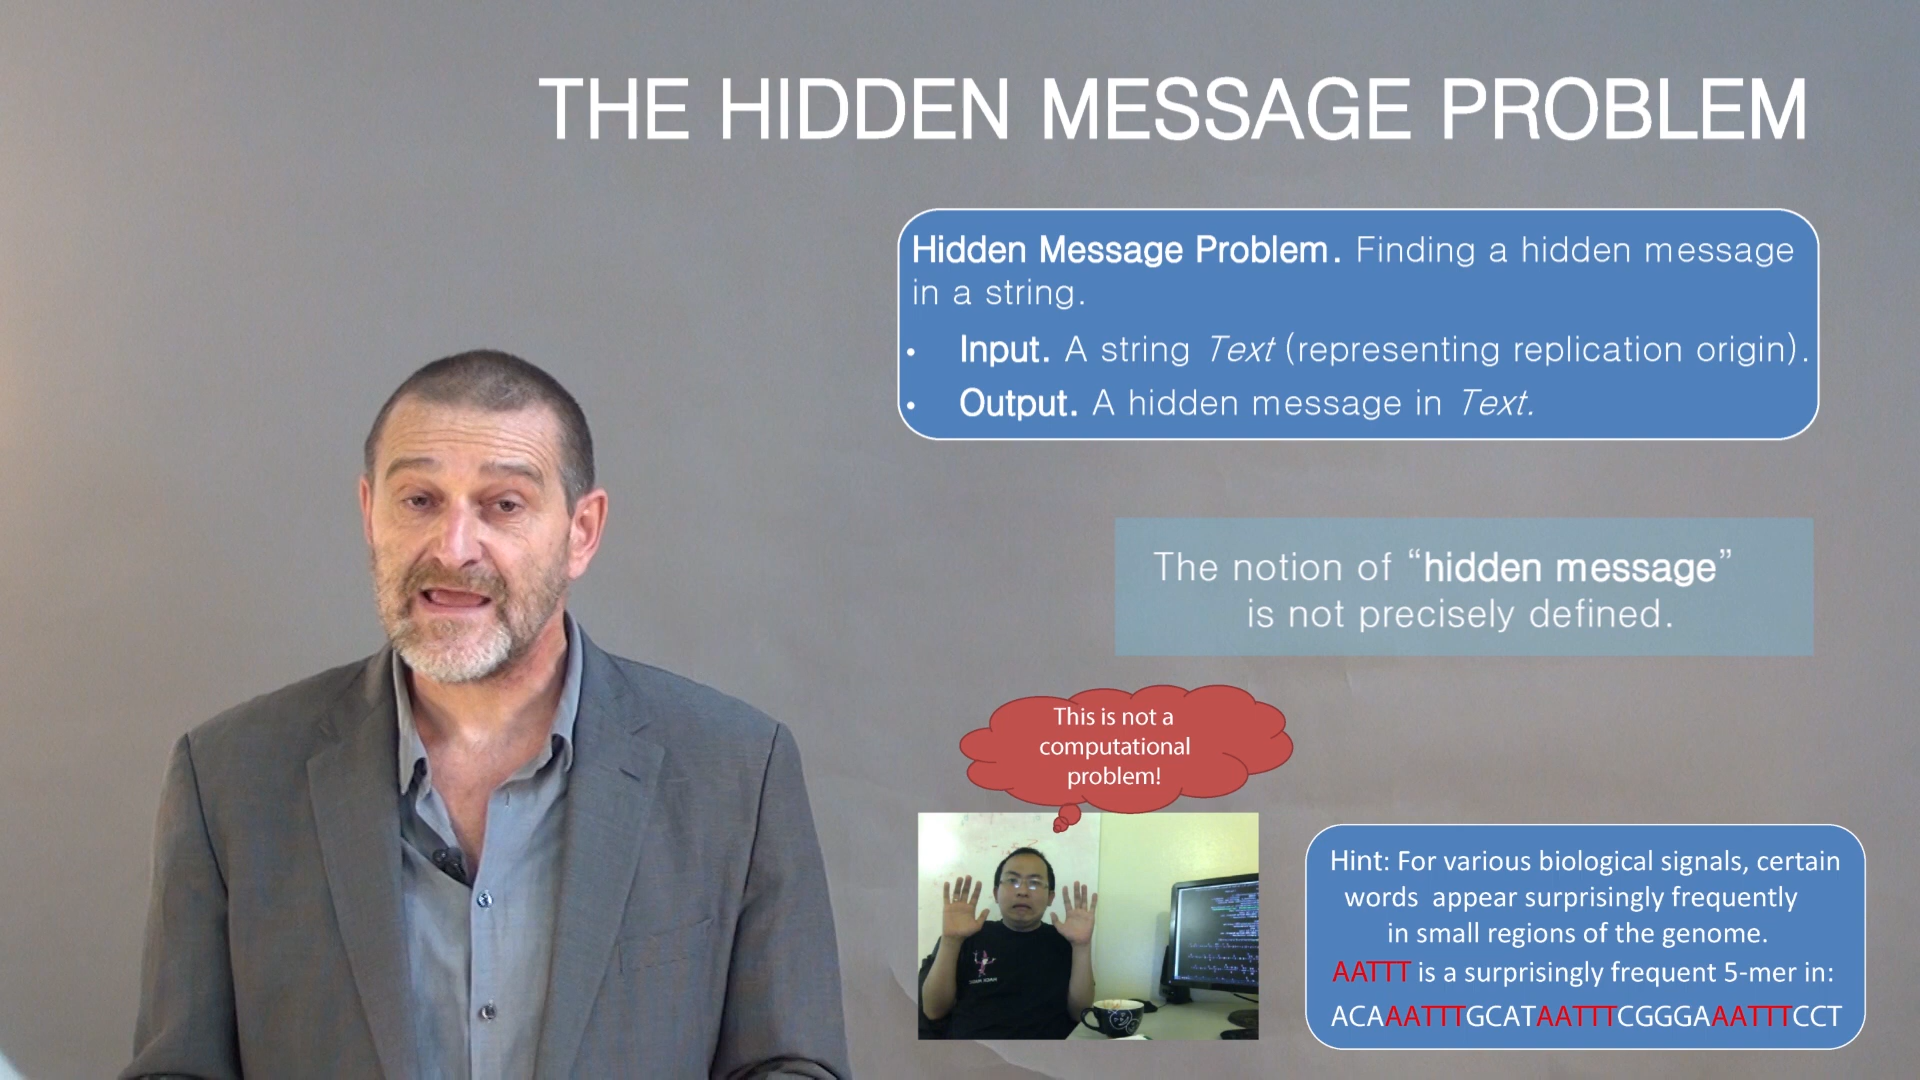 THE HIDDEN MESSAGE PROBLEM
Hidden Message Problem. Finding a hidden message
in a string.
• Input. A string Text (representing replication origin).
• Output. A hidden message in Text.
The notion of “hidden message”
is not precisely defined.
This is not a
computational
problem!
Hint: For various biological signals, certain
words appear surprisingly frequently
in small regions of the genome.
AATTT is a surprisingly frequent 5-mer in:
ACAAATTTGCATAATTTCGGGAAATTTCCT